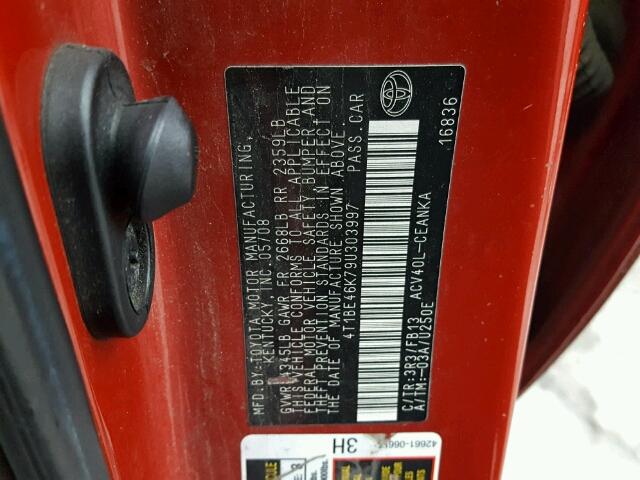 MFD.BY: TOYOTA MOTOR MANUFACTURING,
KENTUCKY, INC. 05/08
GVWR 4345LB GAWR FR 2668LB RR 2359LB
THIS VEHICLE CONFORMS TO ALL APPLICABLE
FEDERAL MOTOR VEHICLE SAFETY, BUMPER, AND
THEFT PREVENTION STANDARDS IN EFFECT ON
THE DATE OF MANUFACTURE SHOWN ABOVE.
4T1BE46K79U303997 PASS.CAR
C/TR:3R3/FB13 ACV40L-CEANKA
A/TM:-03A/U250E
16836
42661-066
3H